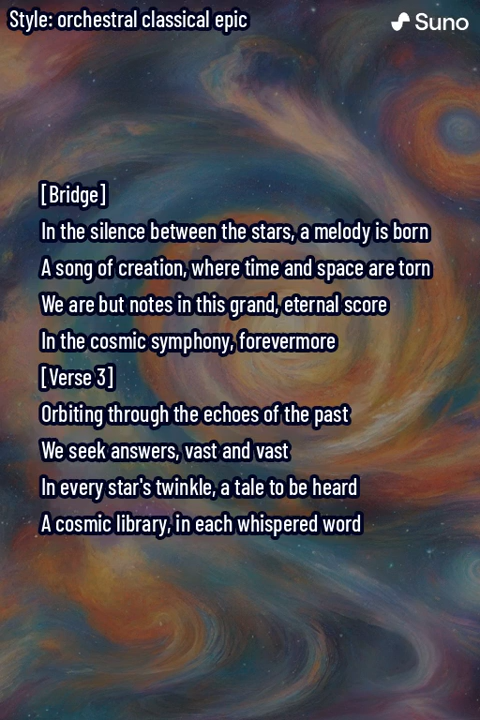 Style: orchestral classical epic
Suno
[Bridge]
In the silence between the stars, a melody is born
A song of creation, where time and space are torn
We are but notes in this grand, eternal score
In the cosmic symphony, forevermore
[Verse 3]
Orbiting through the echoes of the past
We seek answers, vast and vast
In every star's twinkle, a tale to be heard
A cosmic library, in each whispered word